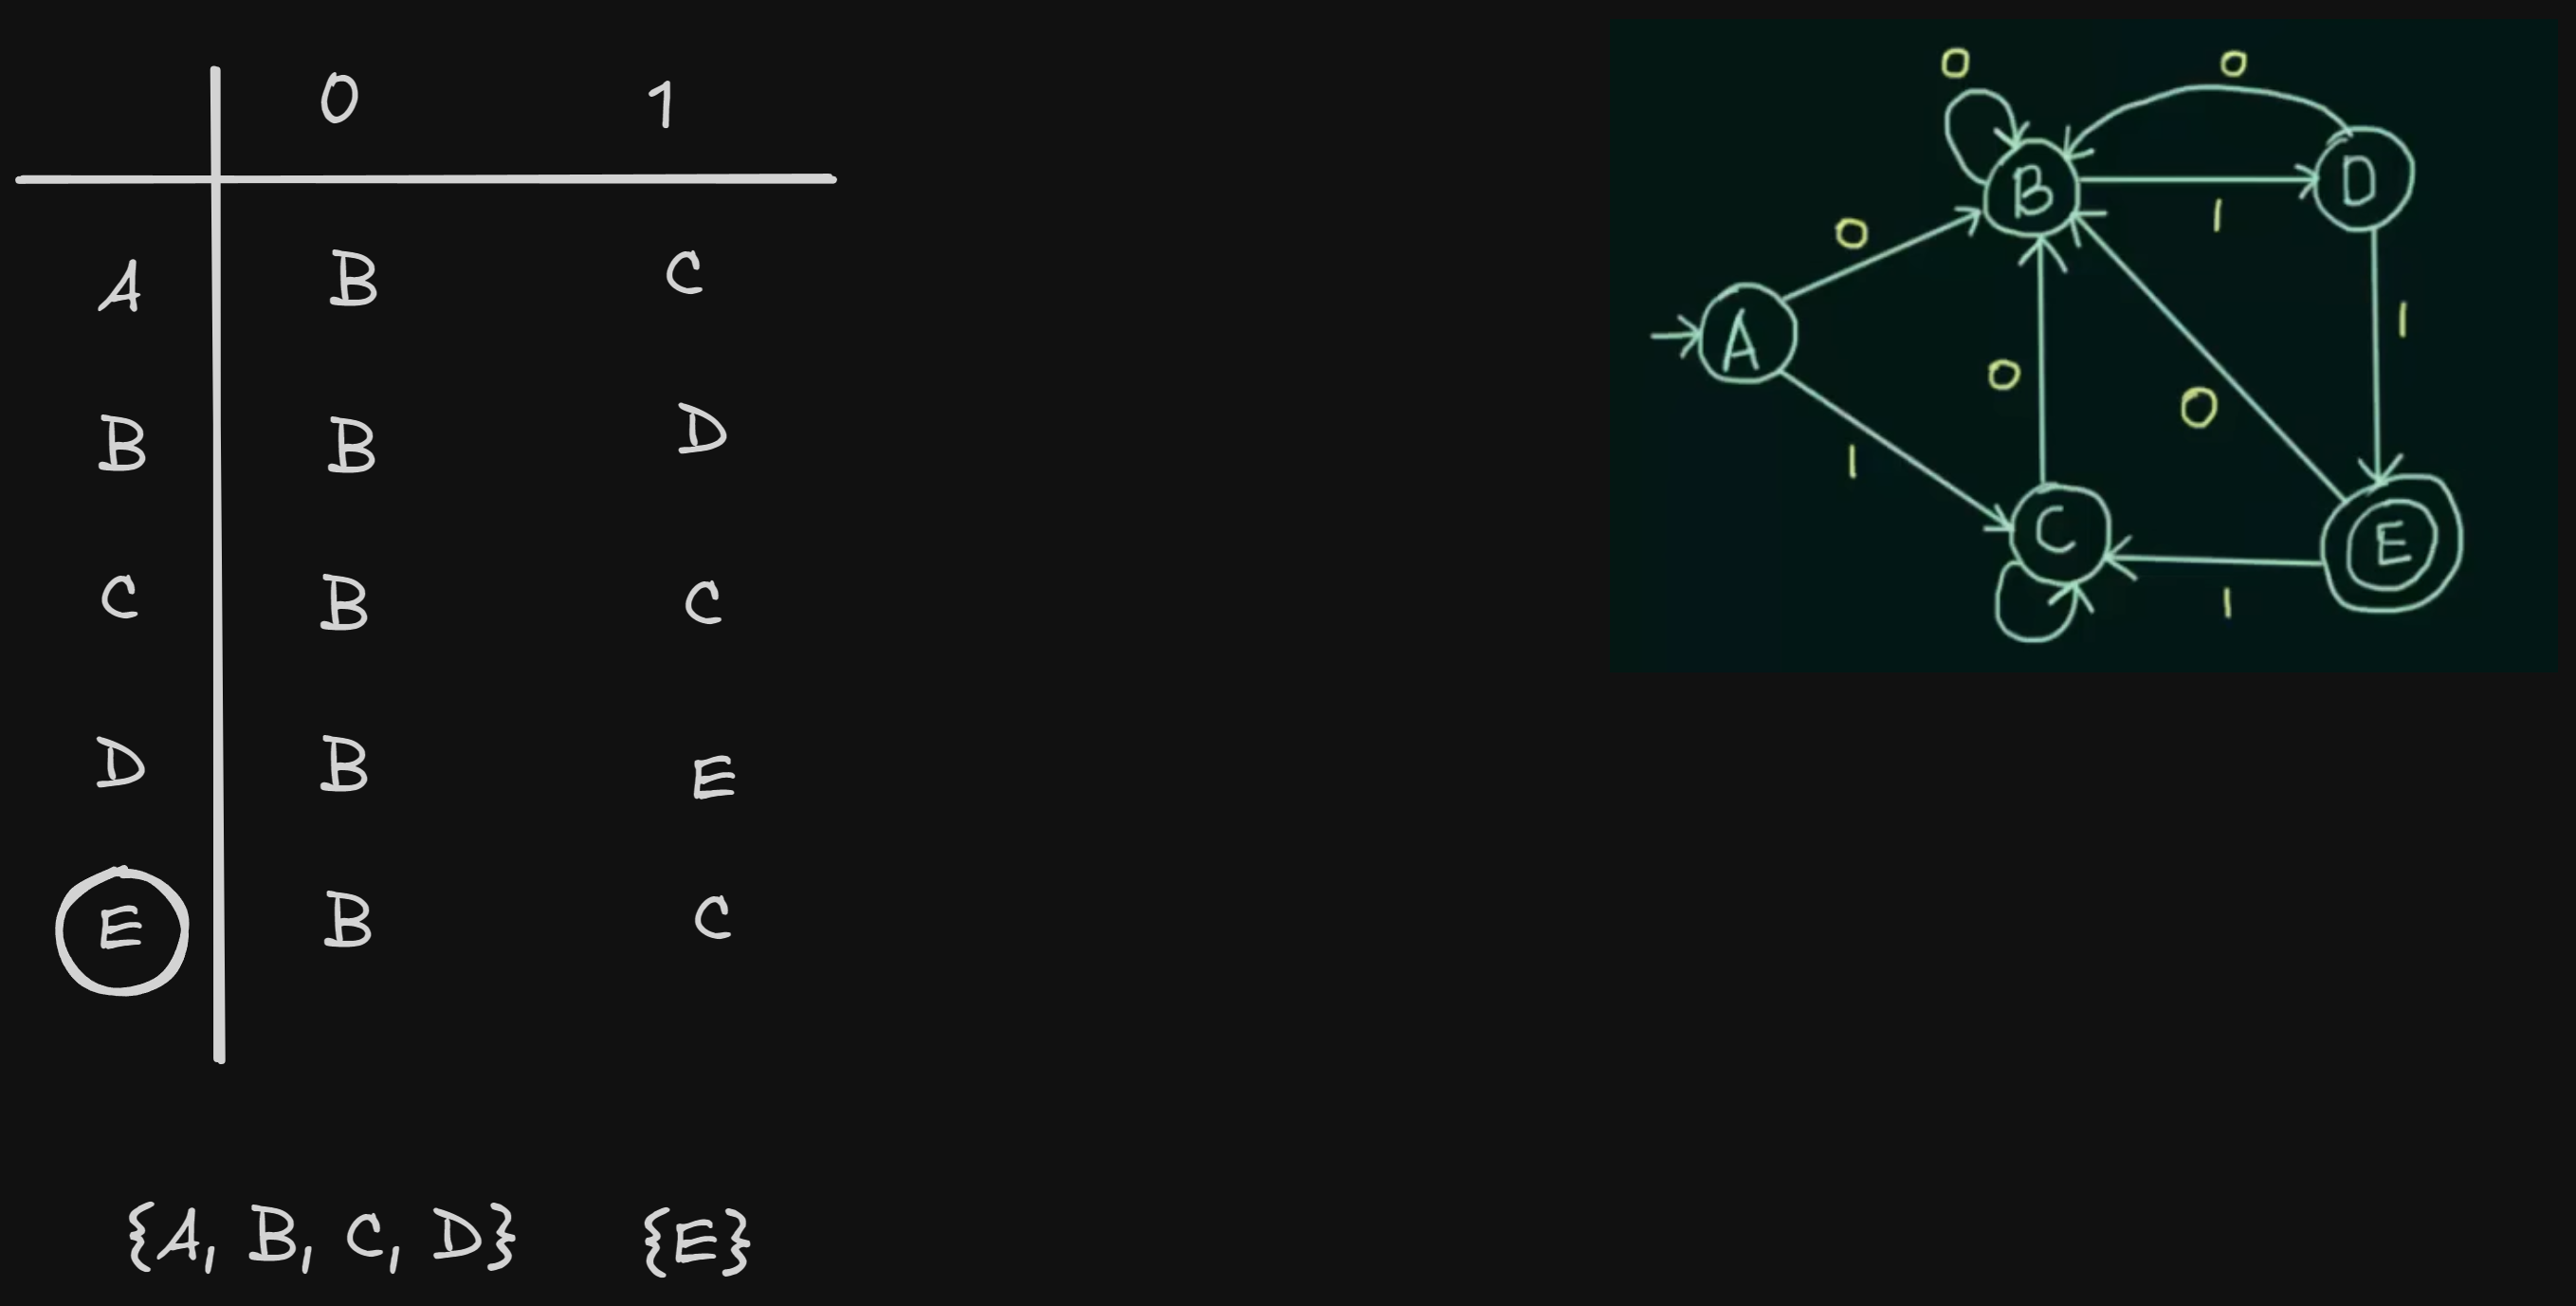 0 1
A B C
B B D
C B C
D B E
E B C
{A, B, C, D} {E}
0 0
B D
0 1
A 1
0 0
1 C E
1